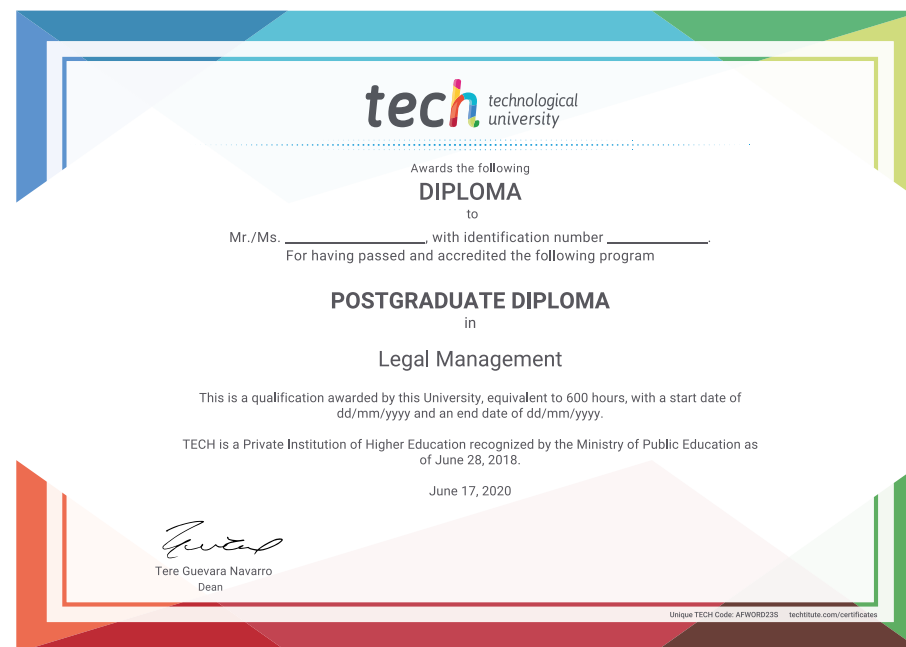 tech technological
university
Awards the following
DIPLOMA
to
Mr./Ms. ____________________, with identification number ______________.
For having passed and accredited the following program
POSTGRADUATE DIPLOMA
in
Legal Management
This is a qualification awarded by this University, equivalent to 600 hours, with a start date of
dd/mm/yyyy and an end date of dd/mm/yyyy.
TECH is a Private Institution of Higher Education recognized by the Ministry of Public Education as
of June 28, 2018.
June 17, 2020
Tere Guevara Navarro
Dean
Unique TECH Code: AFWORD23S techtitute.com/certificates